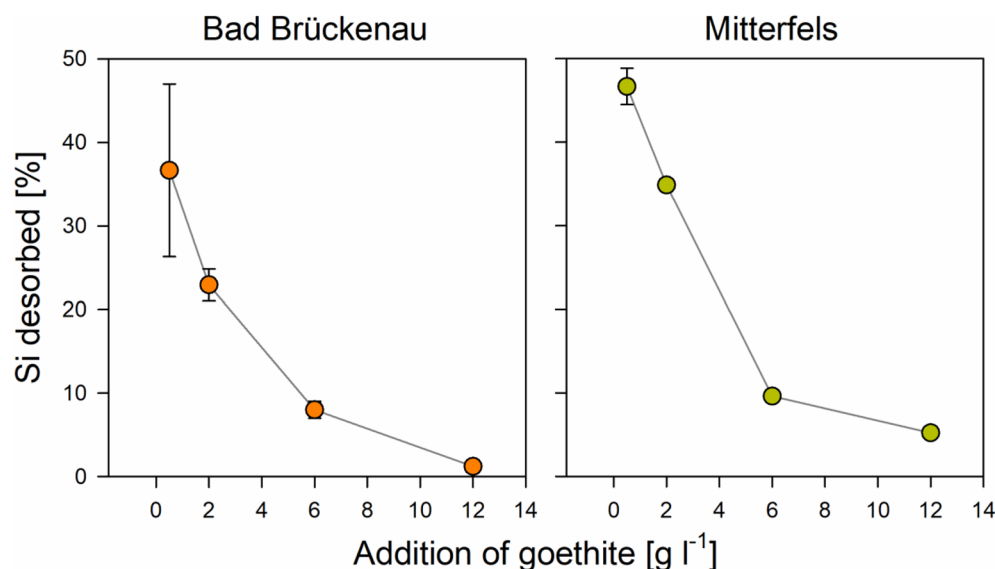 Bad Brückenau Mitterfels
50
40
30
20
10
0
Si desorbed [%]
0 2 4 6 8 10 12 14 0 2 4 6 8 10 12 14
Addition of goethite [g l⁻¹]